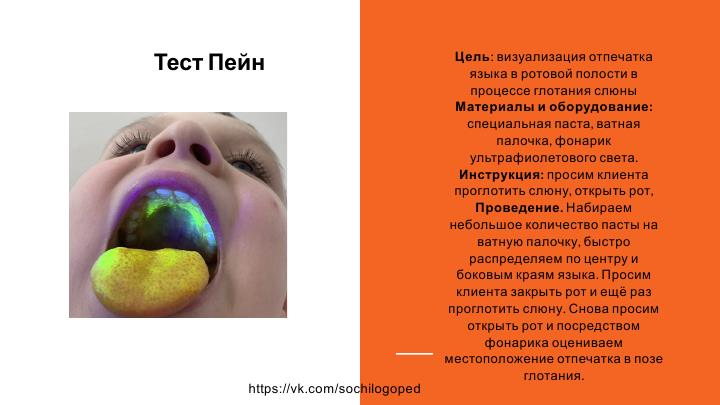 Тест Пейн
Цель: визуализация отпечатка
языка в ротовой полости в
процессе глотания слюны
Материалы и оборудование:
специальная паста, ватная
палочка, фонарик
ультрафиолетового света.
Инструкция: просим клиента
проглотить слюну, открыть рот,
Проведение. Набираем
небольшое количество пасты на
ватную палочку, быстро
распределяем по центру и
боковым краям языка. Просим
клиента закрыть рот и ещё раз
проглотить слюну. Снова просим
открыть рот и посредством
фонарика оцениваем
местоположение отпечатка в позе
глотания.
https://vk.com/sochilogoped